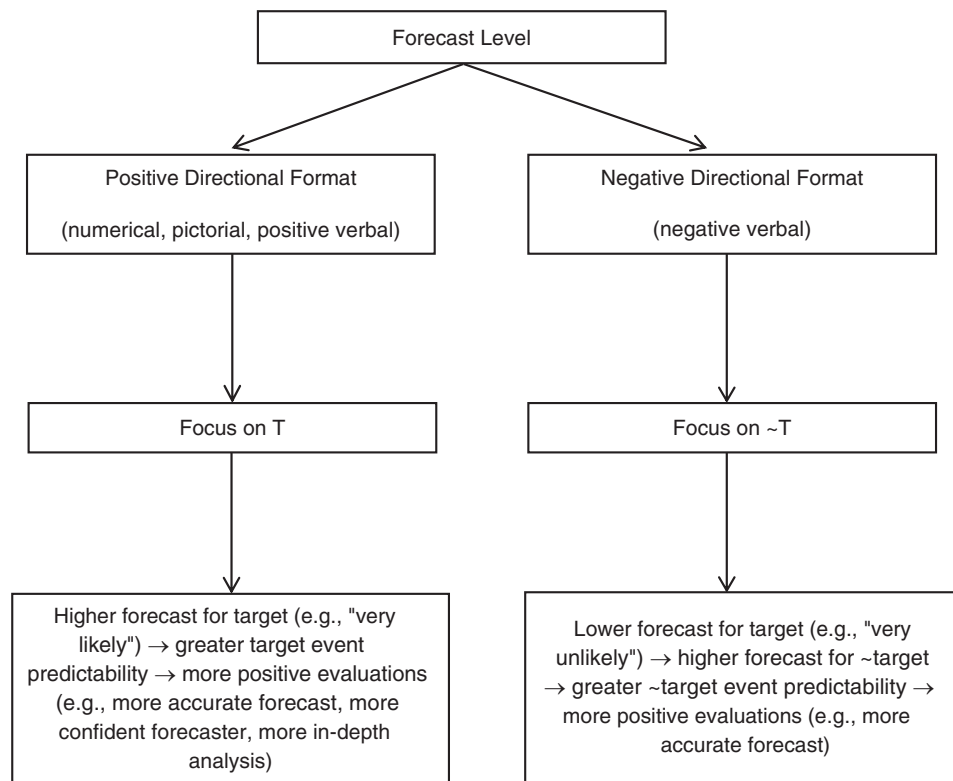 Forecast Level
Positive Directional Format
(numerical, pictorial, positive verbal)
Negative Directional Format
(negative verbal)
Focus on T
Focus on ~T
Higher forecast for target (e.g., "very
likely") → greater target event
predictability → more positive evaluations
(e.g., more accurate forecast, more
confident forecaster, more in-depth
analysis)
Lower forecast for target (e.g., "very
unlikely") → higher forecast for ~target
→ greater ~target event predictability →
more positive evaluations (e.g., more
accurate forecast)